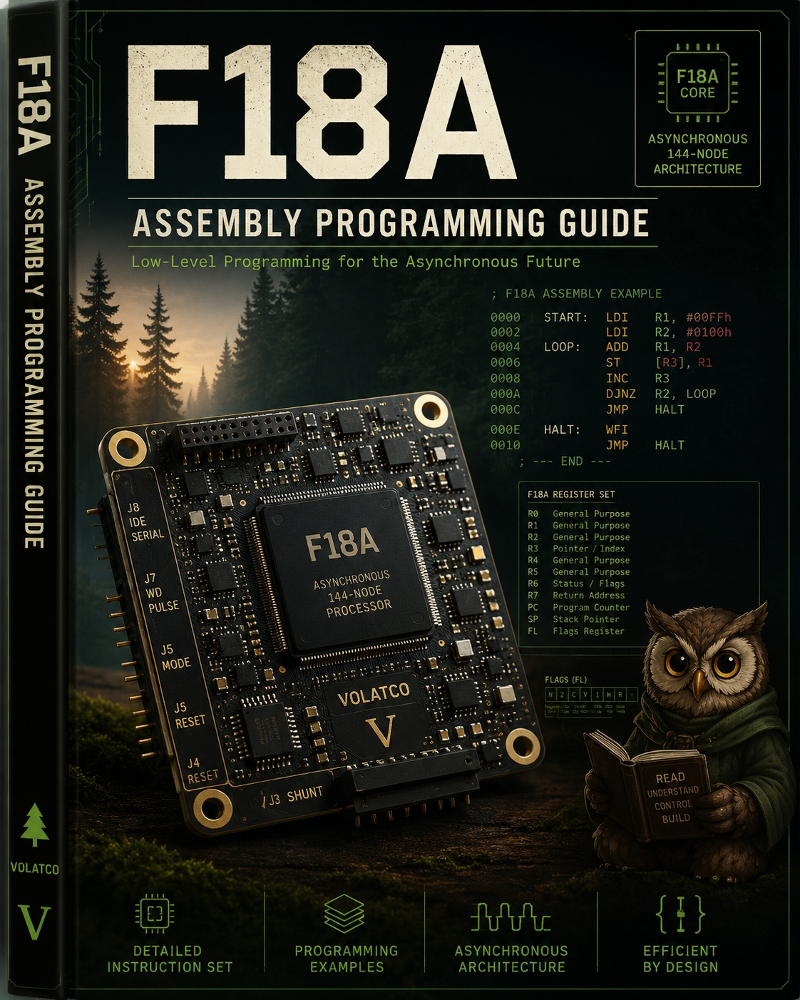 F18A
ASSEMBLY PROGRAMMING GUIDE
VOLATCO
V
F18A
ASSEMBLY PROGRAMMING GUIDE
Low-Level Programming for the Asynchronous Future
F18A
CORE
ASYNCHRONOUS
144-NODE
ARCHITECTURE
; F18A ASSEMBLY EXAMPLE
0000 START: LDI R1, #00FFh
0002 LDI R2, #0100h
0004 LOOP: ADD R1, R2
0006 ST [R3], R1
0008 INC R3
000A DJNZ R2, LOOP
000C JMP HALT
000E HALT: WFI
0010 JMP HALT
; --- END ---
F18A REGISTER SET
R0 General Purpose
R1 General Purpose
R2 General Purpose
R3 Pointer / Index
R4 General Purpose
R5 General Purpose
R6 Status / Flags
R7 Return Address
PC Program Counter
SP Stack Pointer
FL Flags Register
FLAGS (FL)
N Z C V I W R -
J8
IDE
SERIAL
J7
WD
PULSE
J5
MODE
J5
RESET
J4
RESET
J3 SHUNT
F18A
ASYNCHRONOUS
144-NODE
PROCESSOR
VOLATCO
V
READ
UNDERSTAND
CONTROL
BUILD
DETAILED
INSTRUCTION SET
PROGRAMMING
EXAMPLES
ASYNCHRONOUS
ARCHITECTURE
EFFICIENT
BY DESIGN